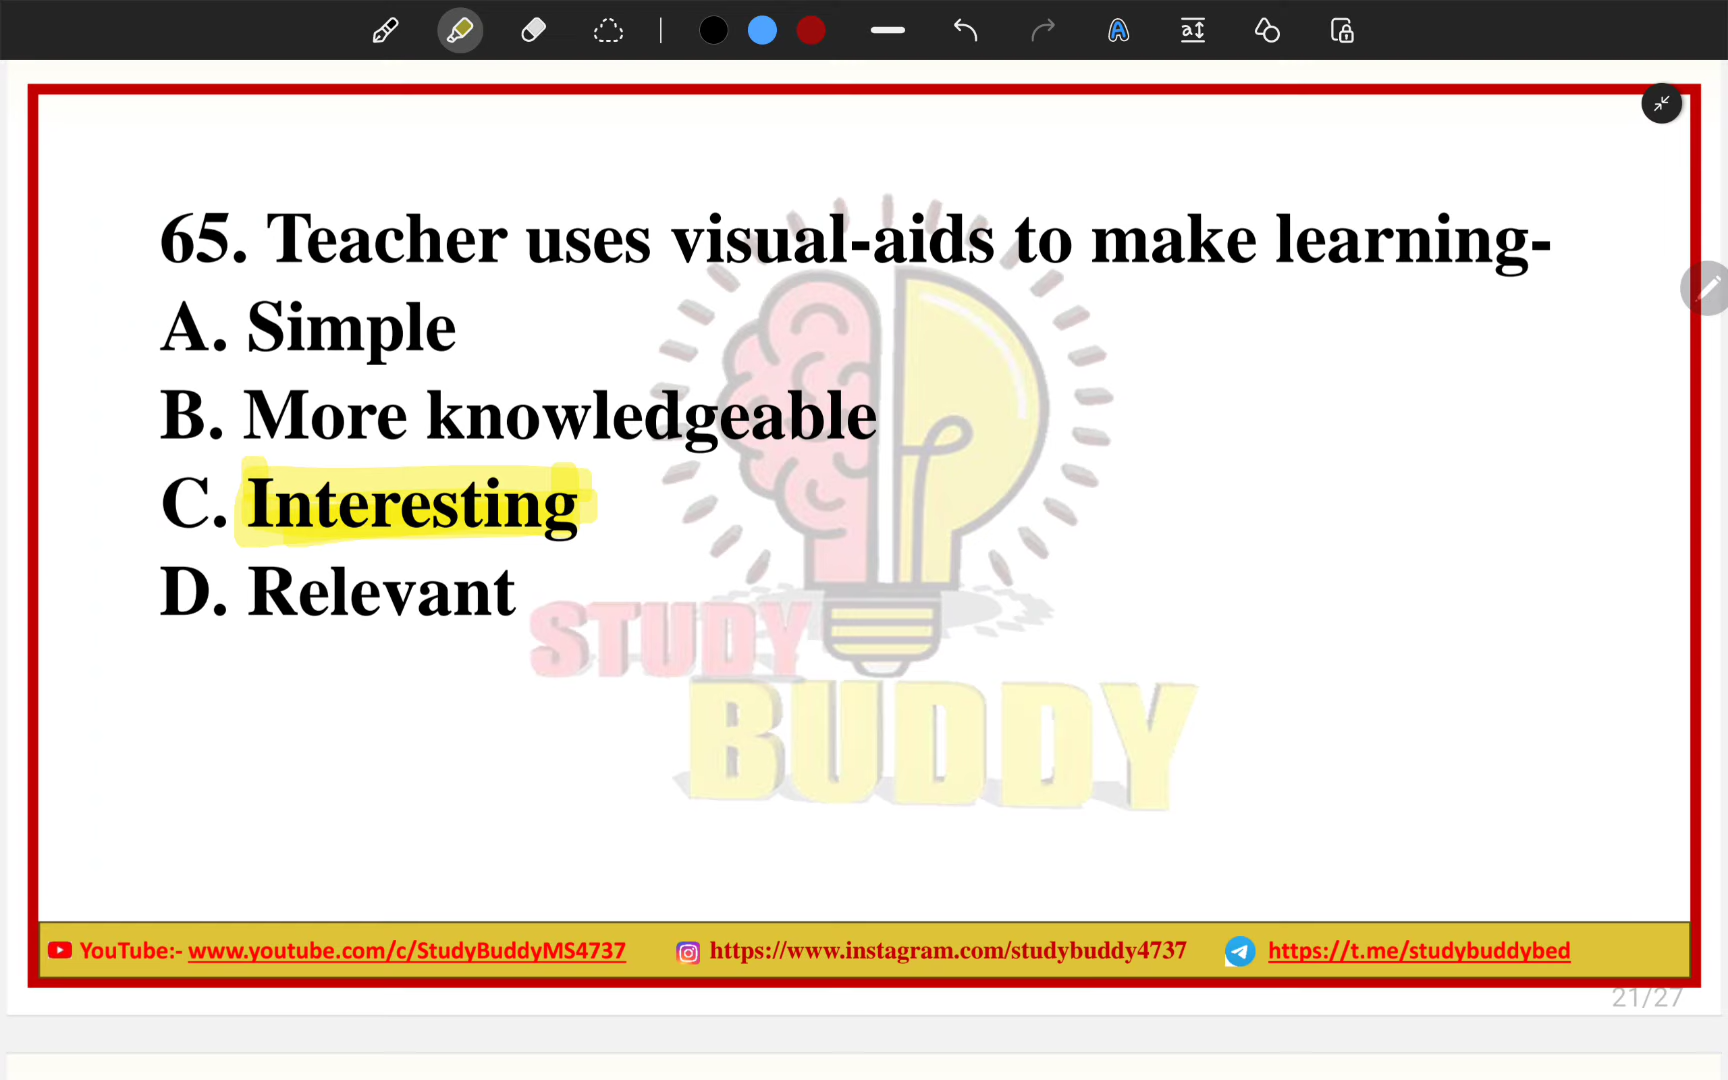 65. Teacher uses visual-aids to make learning-
A. Simple
B. More knowledgeable
C. Interesting
D. Relevant
STUDY
BUDDY
YouTube:- www.youtube.com/c/StudyBuddyMS4737 https://www.instagram.com/studybuddy4737 https://t.me/studybuddybed
21/27